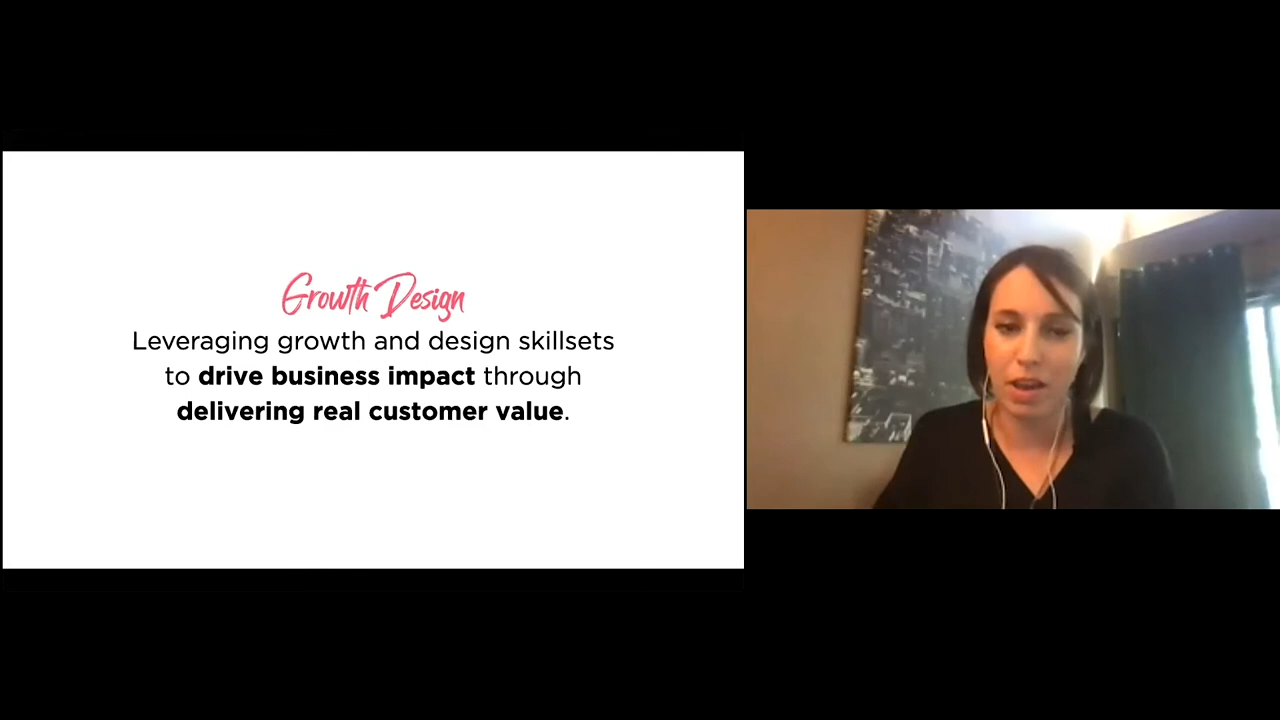 Growth Design
Leveraging growth and design skillsets
to drive business impact through
delivering real customer value.